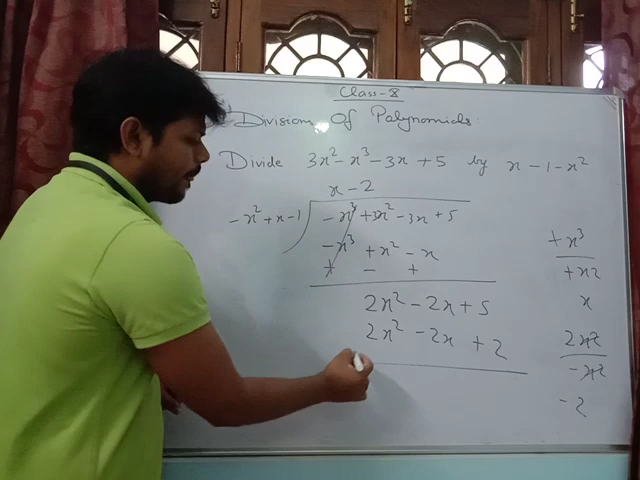 Class-8
Division Of Polynomials
Divide 3x² - x³ - 3x + 5 by x - 1 - x²
x - 2
-x² + x - 1 -x³ + 3x² - 3x + 5
-x³ + x² - x
+ - +
2x² - 2x + 5
2x² - 2x + 2
+x³
+x2
x
2x2
-x2
-2